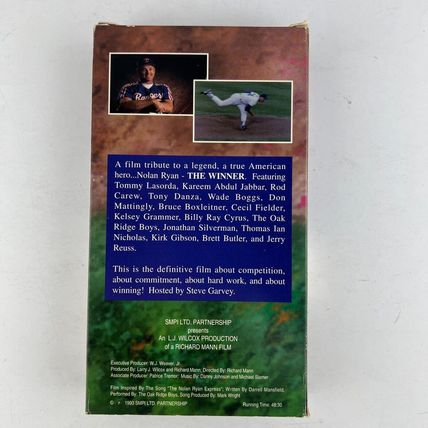 Rangers
A film tribute to a legend, a true American
hero...Nolan Ryan - THE WINNER. Featuring
Tommy Lasorda, Kareem Abdul Jabbar, Rod
Carew, Tony Danza, Wade Boggs, Don
Mattingly, Bruce Boxleitner, Cecil Fielder,
Kelsey Grammer, Billy Ray Cyrus, The Oak
Ridge Boys, Jonathan Silverman, Thomas Ian
Nicholas, Kirk Gibson, Brett Butler, and Jerry
Reuss.
This is the definitive film about competition,
about commitment, about hard work, and about
winning! Hosted by Steve Garvey.
SMPI LTD. PARTNERSHIP
presents
An L.J. WILCOX PRODUCTION
of a RICHARD MANN FILM
Executive Producer: W.J. Weaver, Jr.
Produced By: Larry J. Wilcox and Richard Mann; Directed By: Richard Mann
Associate Producer: Patrice Tremor; Music By: Danny Johnson and Michael Barner
Film Inspired By The Song "The Nolan Ryan Express"; Written By Darrell Mansfield,
Performed By: The Oak Ridge Boys, Song Produced By: Mark Wright
© 1993 SMPI LTD. PARTNERSHIP
Running Time: 48:30